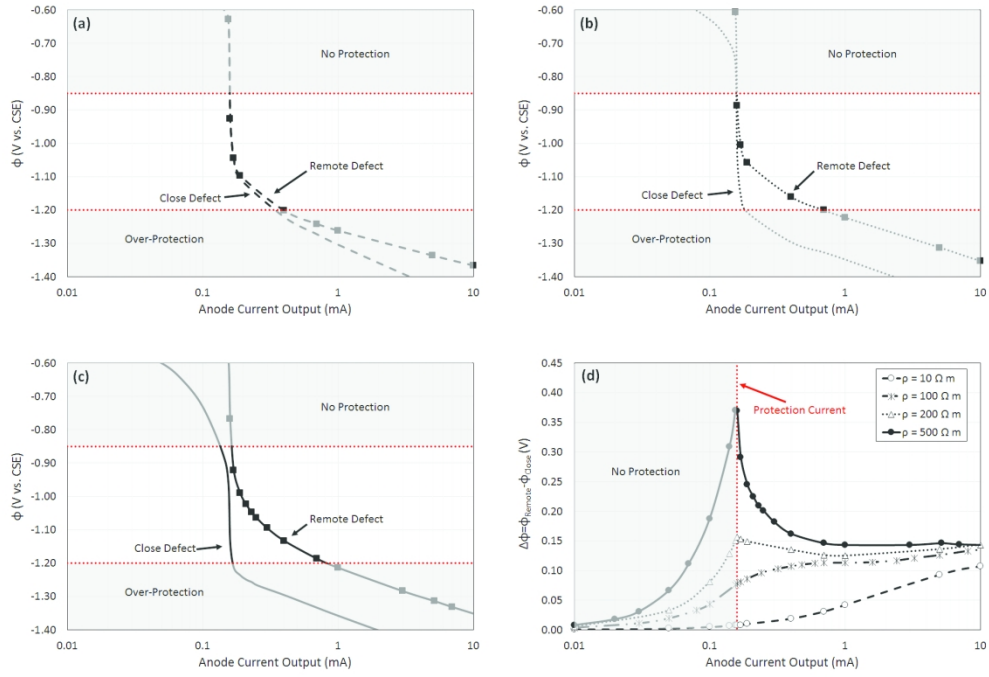 (a)
No Protection
Remote Defect
Close Defect
Over-Protection
-0.60
-0.70
-0.80
-0.90
-1.00
-1.10
-1.20
-1.30
-1.40
ϕ (V vs. CSE)
0.01
0.1
1
10
Anode Current Output (mA)
(b)
No Protection
Remote Defect
Close Defect
Over-Protection
-0.60
-0.70
-0.80
-0.90
-1.00
-1.10
-1.20
-1.30
-1.40
ϕ (V vs. CSE)
0.01
0.1
1
10
Anode Current Output (mA)
(c)
No Protection
Remote Defect
Close Defect
Over-Protection
-0.60
-0.70
-0.80
-0.90
-1.00
-1.10
-1.20
-1.30
-1.40
ϕ (V vs. CSE)
0.01
0.1
1
10
Anode Current Output (mA)
(d)
ρ = 10 Ω m
ρ = 100 Ω m
ρ = 200 Ω m
ρ = 500 Ω m
Protection Current
No Protection
0.45
0.40
0.35
0.30
0.25
0.20
0.15
0.10
0.05
0.00
Δϕ=ϕRemote-ϕClose (V)
0.01
0.1
1
10
Anode Current Output (mA)